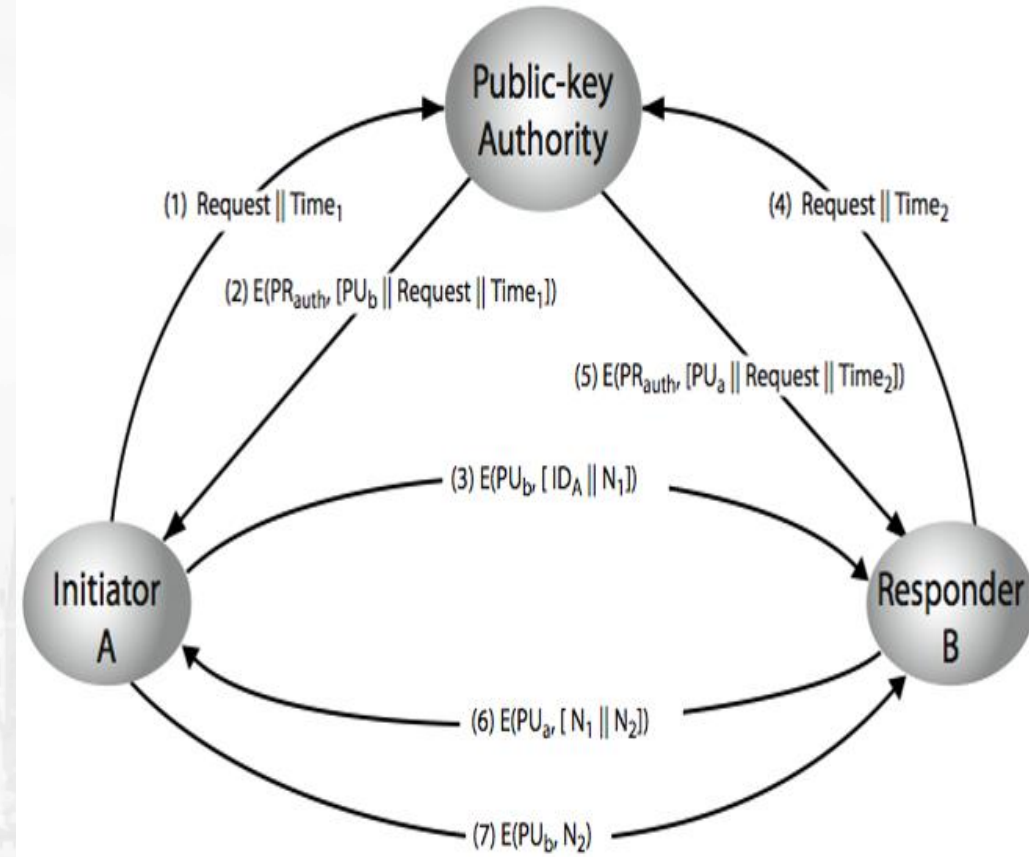 Public-key
Authority
(1) Request || Time₁
(4) Request || Time₂
(2) E(PRauth, [PUb || Request || Time₁])
(5) E(PRauth, [PUa || Request || Time₂])
(3) E(PUb, [ IDA || N₁])
Initiator
A
Responder
B
(6) E(PUa, [ N₁ || N₂])
(7) E(PUb, N₂)